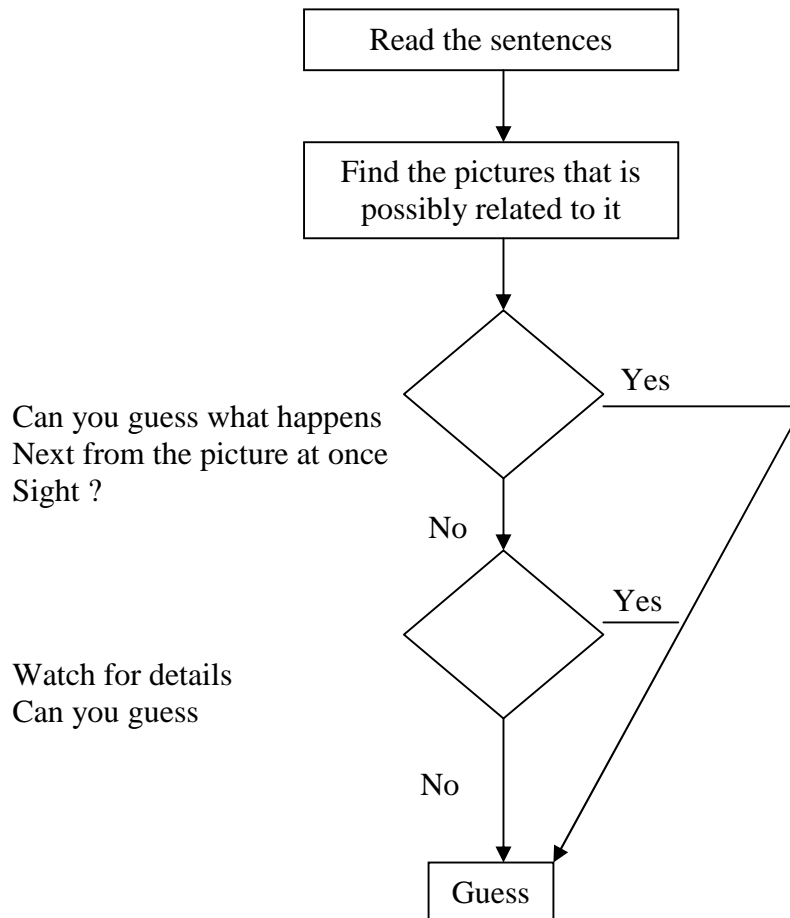 Read the sentences
Find the pictures that is
possibly related to it
Yes
Can you guess what happens
Next from the picture at once
Sight ?
No
Yes
Watch for details
Can you guess
No
Guess